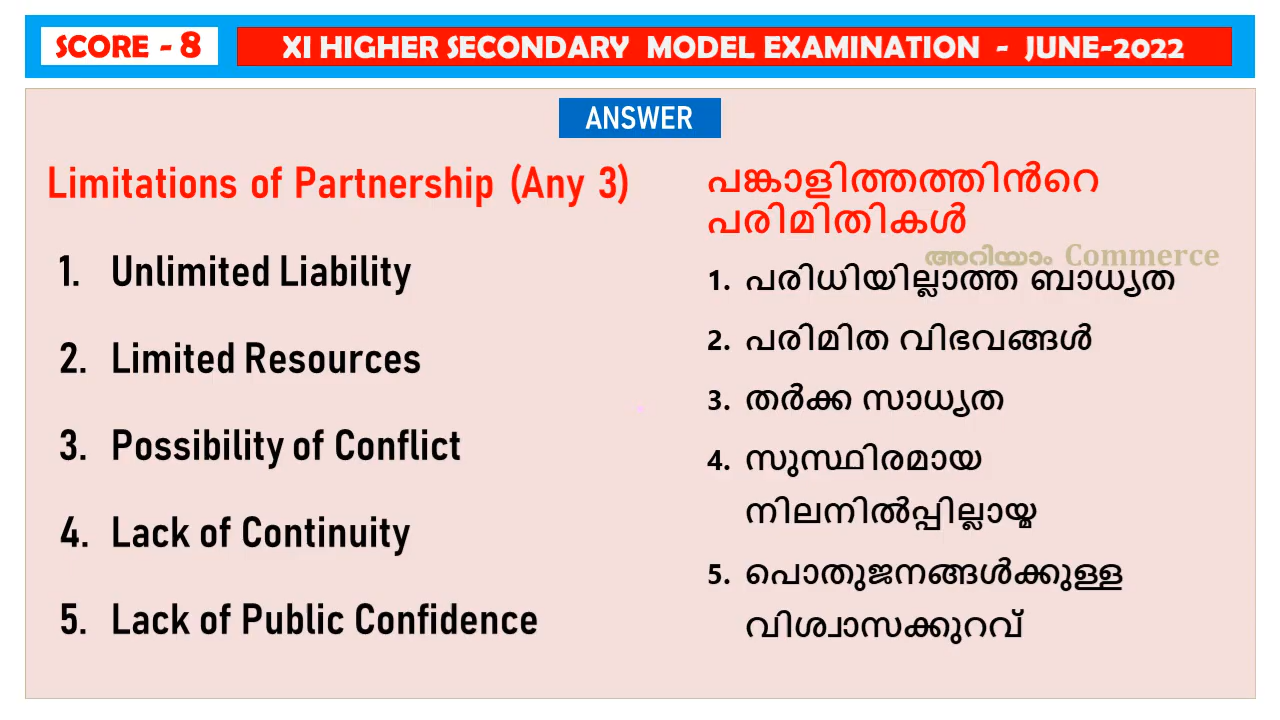 SCORE - 8
XI HIGHER SECONDARY MODEL EXAMINATION - JUNE-2022
ANSWER
Limitations of Partnership (Any 3)
1. Unlimited Liability
2. Limited Resources
3. Possibility of Conflict
4. Lack of Continuity
5. Lack of Public Confidence
പങ്കാളിത്തത്തിൻറെ
പരിമിതികൾ
അറിയാം Commerce
1. പരിധിയില്ലാത്ത ബാധ്യത
2. പരിമിത വിഭവങ്ങൾ
3. തർക്ക സാധ്യത
4. സുസ്ഥിരമായ
നിലനിൽപ്പില്ലായ്മ
5. പൊതുജനങ്ങൾക്കുള്ള
വിശ്വാസക്കുറവ്